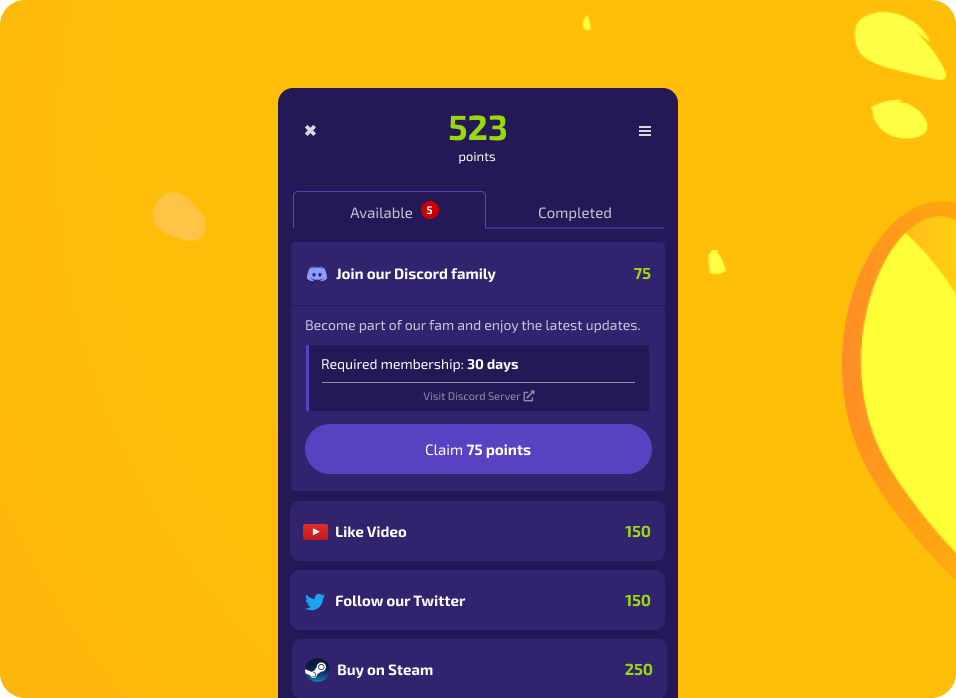 523
points
Available 5
Completed
Join our Discord family 75
Become part of our fam and enjoy the latest updates.
Required membership: 30 days
Visit Discord Server
Claim 75 points
Like Video 150
Follow our Twitter 150
Buy on Steam 250